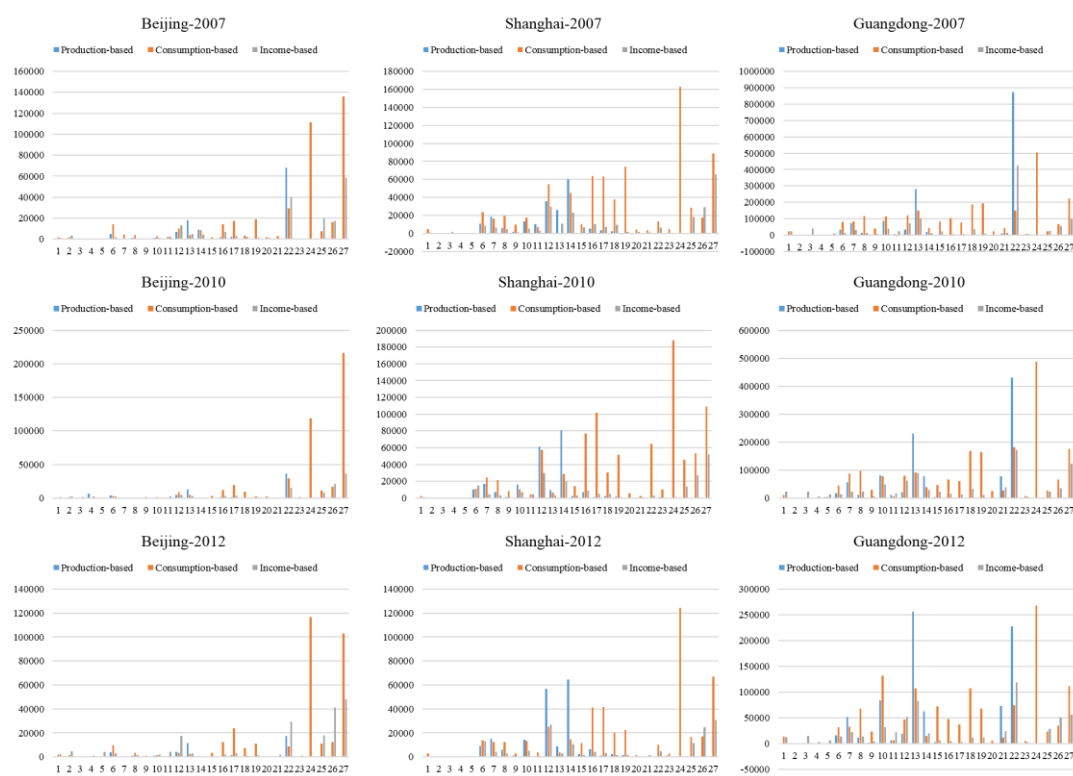 Beijing-2007
Production-based Consumption-based Income-based
160000
140000
120000
100000
80000
60000
40000
20000
0
1 2 3 4 5 6 7 8 9 10 11 12 13 14 15 16 17 18 19 20 21 22 23 24 25 26 27
Shanghai-2007
Production-based Consumption-based Income-based
180000
160000
140000
120000
100000
80000
60000
40000
20000
0
-20000
1 2 3 4 5 6 7 8 9 10 11 12 13 14 15 16 17 18 19 20 21 22 23 24 25 26 27
Guangdong-2007
Production-based Consumption-based Income-based
1000000
900000
800000
700000
600000
500000
400000
300000
200000
100000
0
-100000
1 2 3 4 5 6 7 8 9 10 11 12 13 14 15 16 17 18 19 20 21 22 23 24 25 26 27
Beijing-2010
Production-based Consumption-based Income-based
250000
200000
150000
100000
50000
0
1 2 3 4 5 6 7 8 9 10 11 12 13 14 15 16 17 18 19 20 21 22 23 24 25 26 27
Shanghai-2010
Production-based Consumption-based Income-based
200000
180000
160000
140000
120000
100000
80000
60000
40000
20000
0
1 2 3 4 5 6 7 8 9 10 11 12 13 14 15 16 17 18 19 20 21 22 23 24 25 26 27
Guangdong-2010
Production-based Consumption-based Income-based
600000
500000
400000
300000
200000
100000
0
1 2 3 4 5 6 7 8 9 10 11 12 13 14 15 16 17 18 19 20 21 22 23 24 25 26 27
Beijing-2012
Production-based Consumption-based Income-based
140000
120000
100000
80000
60000
40000
20000
0
1 2 3 4 5 6 7 8 9 10 11 12 13 14 15 16 17 18 19 20 21 22 23 24 25 26 27
Shanghai-2012
Production-based Consumption-based Income-based
140000
120000
100000
80000
60000
40000
20000
0
1 2 3 4 5 6 7 8 9 10 11 12 13 14 15 16 17 18 19 20 21 22 23 24 25 26 27
Guangdong-2012
Production-based Consumption-based Income-based
300000
250000
200000
150000
100000
50000
0
-50000
1 2 3 4 5 6 7 8 9 10 11 12 13 14 15 16 17 18 19 20 21 22 23 24 25 26 27